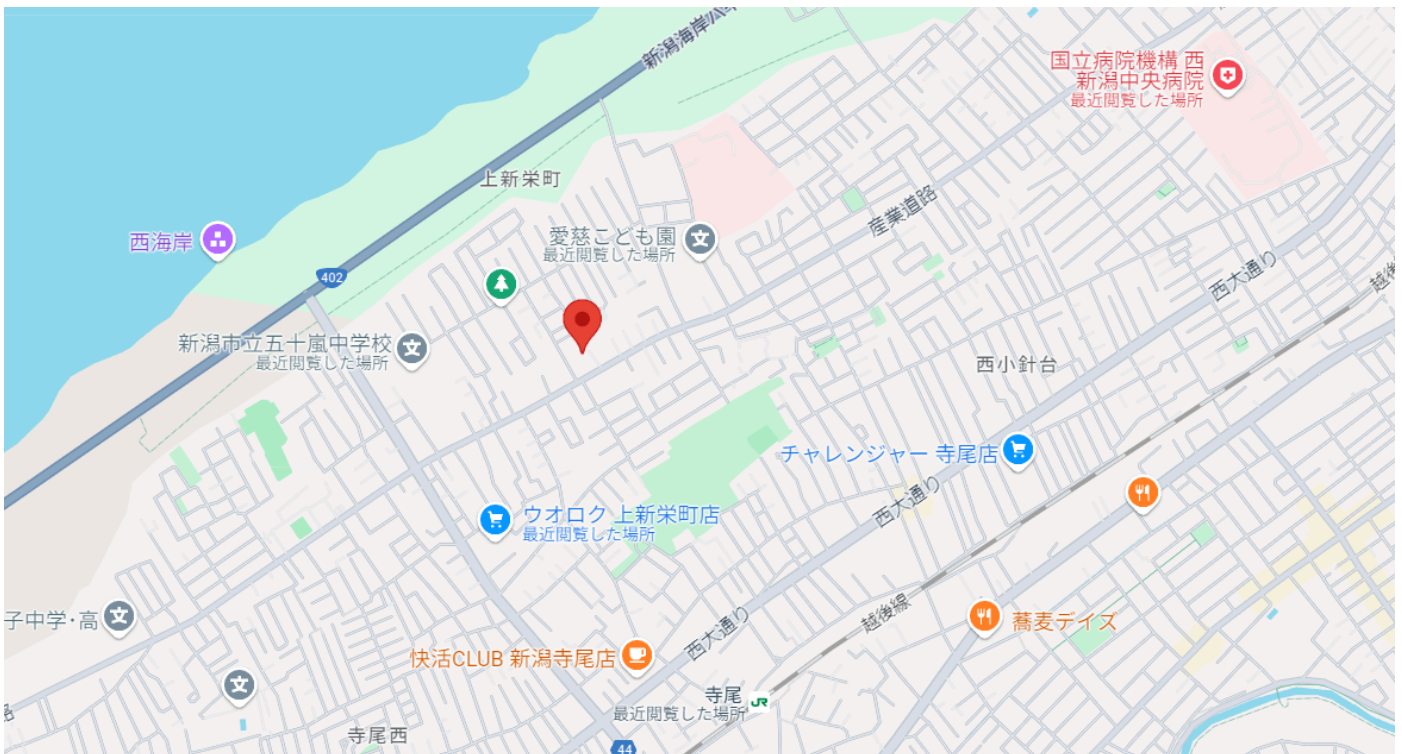 新潟海岸公
国立病院機構 西
新潟中央病院
最近閲覧した場所
上新栄町
産業道路
愛慈こども園
最近閲覧した場所
西海岸
西大通り
402
新潟市立五十嵐中学校
最近閲覧した場所
西小針台
チャレンジャー 寺尾店
西大通り
ウオロク 上新栄町店
最近閲覧した場所
越後線
子中学・高
蕎麦デイズ
西大通り
快活CLUB 新潟寺尾店
寺尾
JR
最近閲覧した場所
寺尾西
44